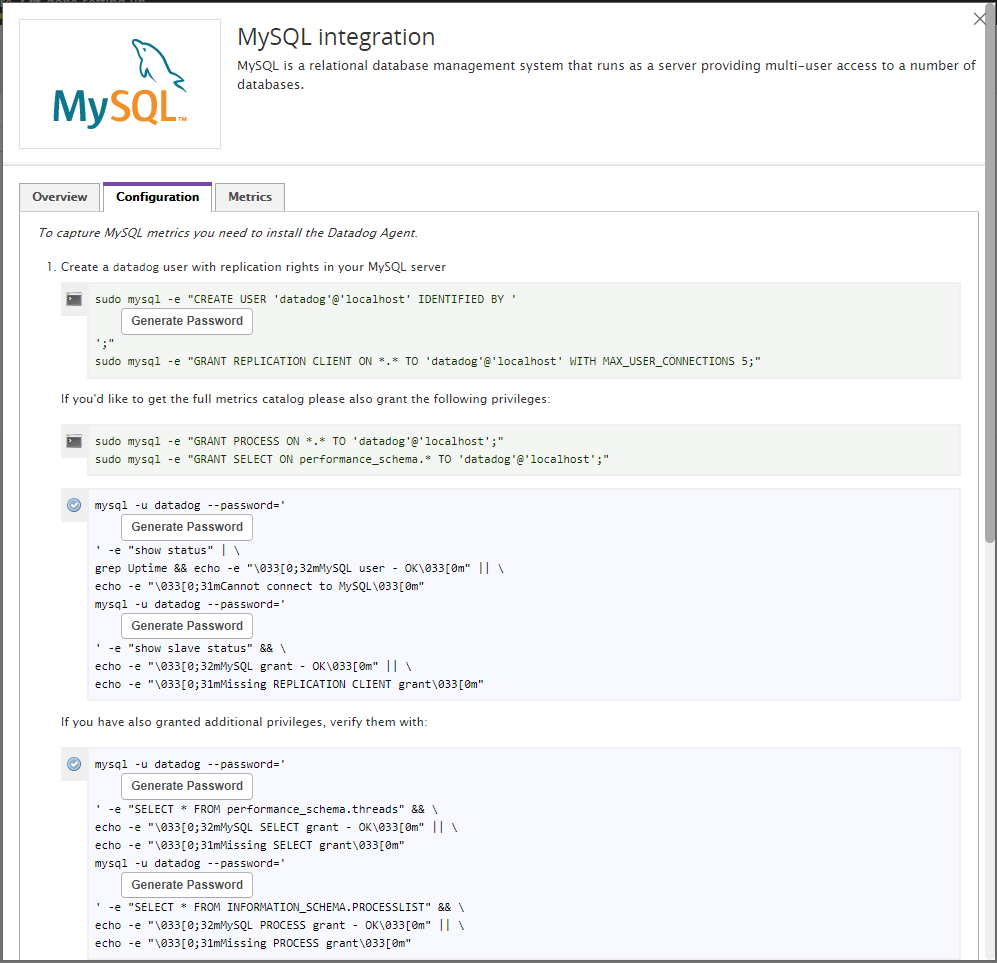 MySQL™
MySQL integration
MySQL is a relational database management system that runs as a server providing multi-user access to a number of
databases.
Overview
Configuration
Metrics
To capture MySQL metrics you need to install the Datadog Agent.
1. Create a datadog user with replication rights in your MySQL server
sudo mysql -e "CREATE USER 'datadog'@'localhost' IDENTIFIED BY '
Generate Password
';"
sudo mysql -e "GRANT REPLICATION CLIENT ON *.* TO 'datadog'@'localhost' WITH MAX_USER_CONNECTIONS 5;"
If you'd like to get the full metrics catalog please also grant the following privileges:
sudo mysql -e "GRANT PROCESS ON *.* TO 'datadog'@'localhost';"
sudo mysql -e "GRANT SELECT ON performance_schema.* TO 'datadog'@'localhost';"
mysql -u datadog --password='
Generate Password
' -e "show status" | \
grep Uptime && echo -e "\033[0;32mMySQL user - OK\033[0m" || \
echo -e "\033[0;31mCannot connect to MySQL\033[0m"
mysql -u datadog --password='
Generate Password
' -e "show slave status" && \
echo -e "\033[0;32mMySQL grant - OK\033[0m" || \
echo -e "\033[0;31mMissing REPLICATION CLIENT grant\033[0m"
If you have also granted additional privileges, verify them with:
mysql -u datadog --password='
Generate Password
' -e "SELECT * FROM performance_schema.threads" && \
echo -e "\033[0;32mMySQL SELECT grant - OK\033[0m" || \
echo -e "\033[0;31mMissing SELECT grant\033[0m"
mysql -u datadog --password='
Generate Password
' -e "SELECT * FROM INFORMATION_SCHEMA.PROCESSLIST" && \
echo -e "\033[0;32mMySQL PROCESS grant - OK\033[0m" || \
echo -e "\033[0;31mMissing PROCESS grant\033[0m"